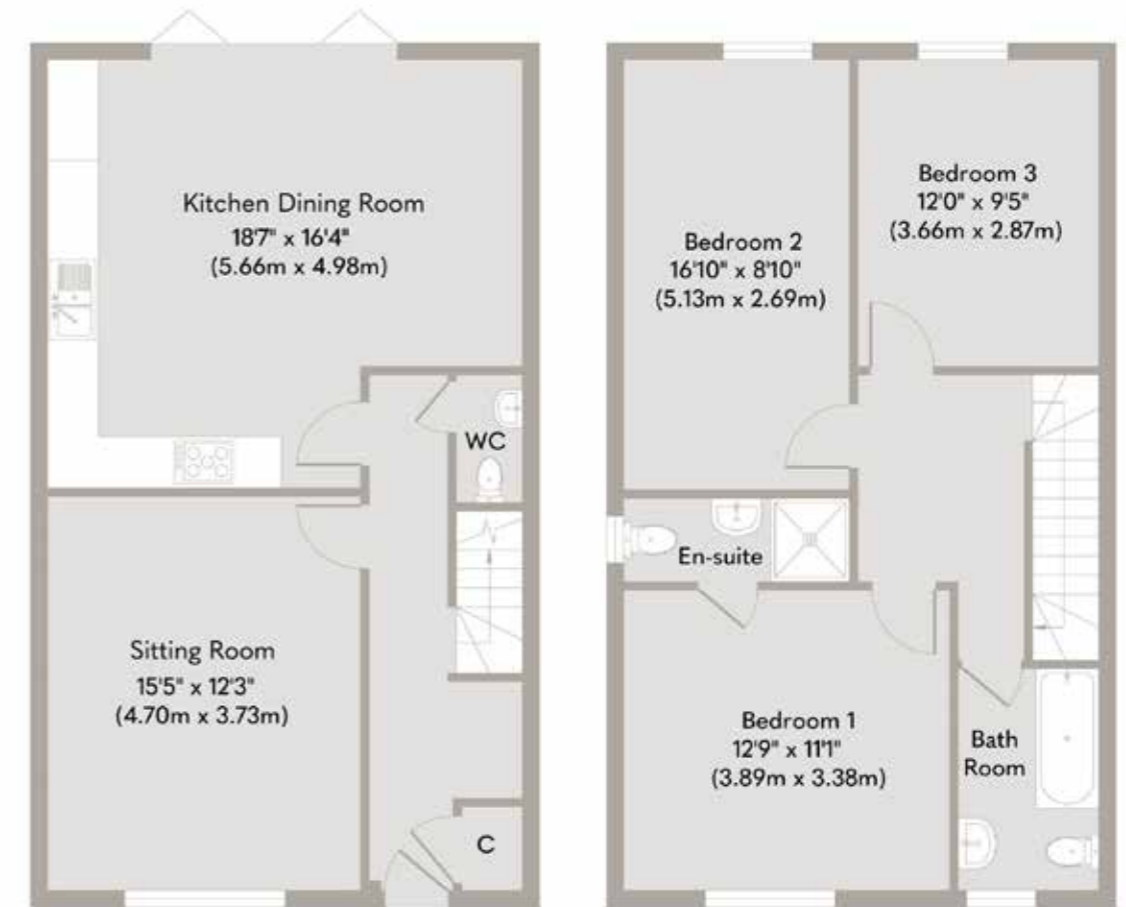 Kitchen Dining Room
18'7" x 16'4"
(5.66m x 4.98m)
WC
Sitting Room
15'5" x 12'3"
(4.70m x 3.73m)
C
Bedroom 2
16'10" x 8'10"
(5.13m x 2.69m)
Bedroom 3
12'0" x 9'5"
(3.66m x 2.87m)
En-suite
Bedroom 1
12'9" x 11'1"
(3.89m x 3.38m)
Bath
Room